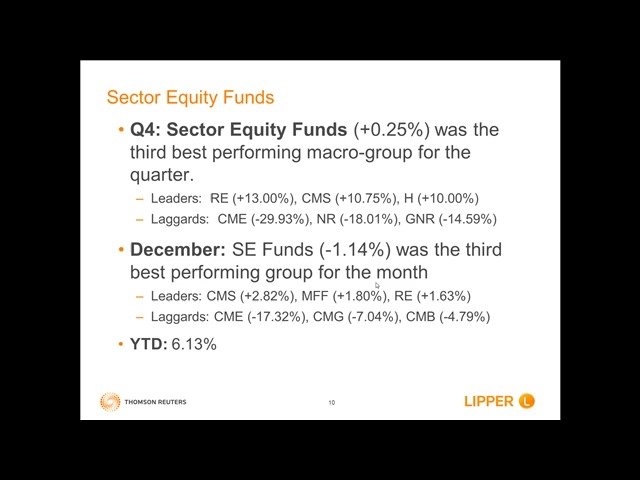 Sector Equity Funds
• Q4: Sector Equity Funds (+0.25%) was the
third best performing macro-group for the
quarter.
– Leaders: RE (+13.00%), CMS (+10.75%), H (+10.00%)
– Laggards: CME (-29.93%), NR (-18.01%), GNR (-14.59%)
• December: SE Funds (-1.14%) was the third
best performing group for the month
– Leaders: CMS (+2.82%), MFF (+1.80%), RE (+1.63%)
– Laggards: CME (-17.32%), CMG (-7.04%), CMB (-4.79%)
• YTD: 6.13%
THOMSON REUTERS
10
LIPPER L